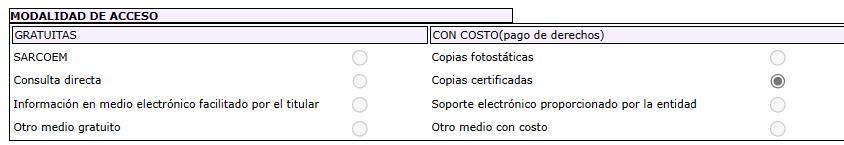 MODALIDAD DE ACCESO
GRATUITAS CON COSTO(pago de derechos)
SARCOEM Copias fotostáticas
Consulta directa Copias certificadas
Información en medio electrónico facilitado por el titular Soporte electrónico proporcionado por la entidad
Otro medio gratuito Otro medio con costo